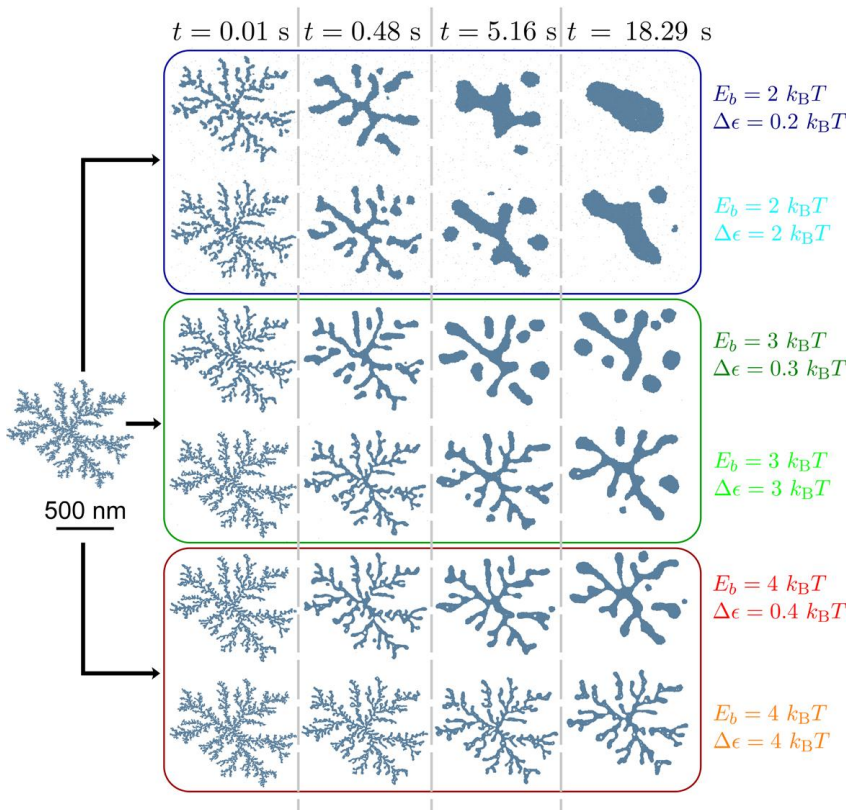 t = 0.01 s t = 0.48 s t = 5.16 s t = 18.29 s
E_b = 2 k_BT
Δϵ = 0.2 k_BT
E_b = 2 k_BT
Δϵ = 2 k_BT
E_b = 3 k_BT
Δϵ = 0.3 k_BT
500 nm
E_b = 3 k_BT
Δϵ = 3 k_BT
E_b = 4 k_BT
Δϵ = 0.4 k_BT
E_b = 4 k_BT
Δϵ = 4 k_BT